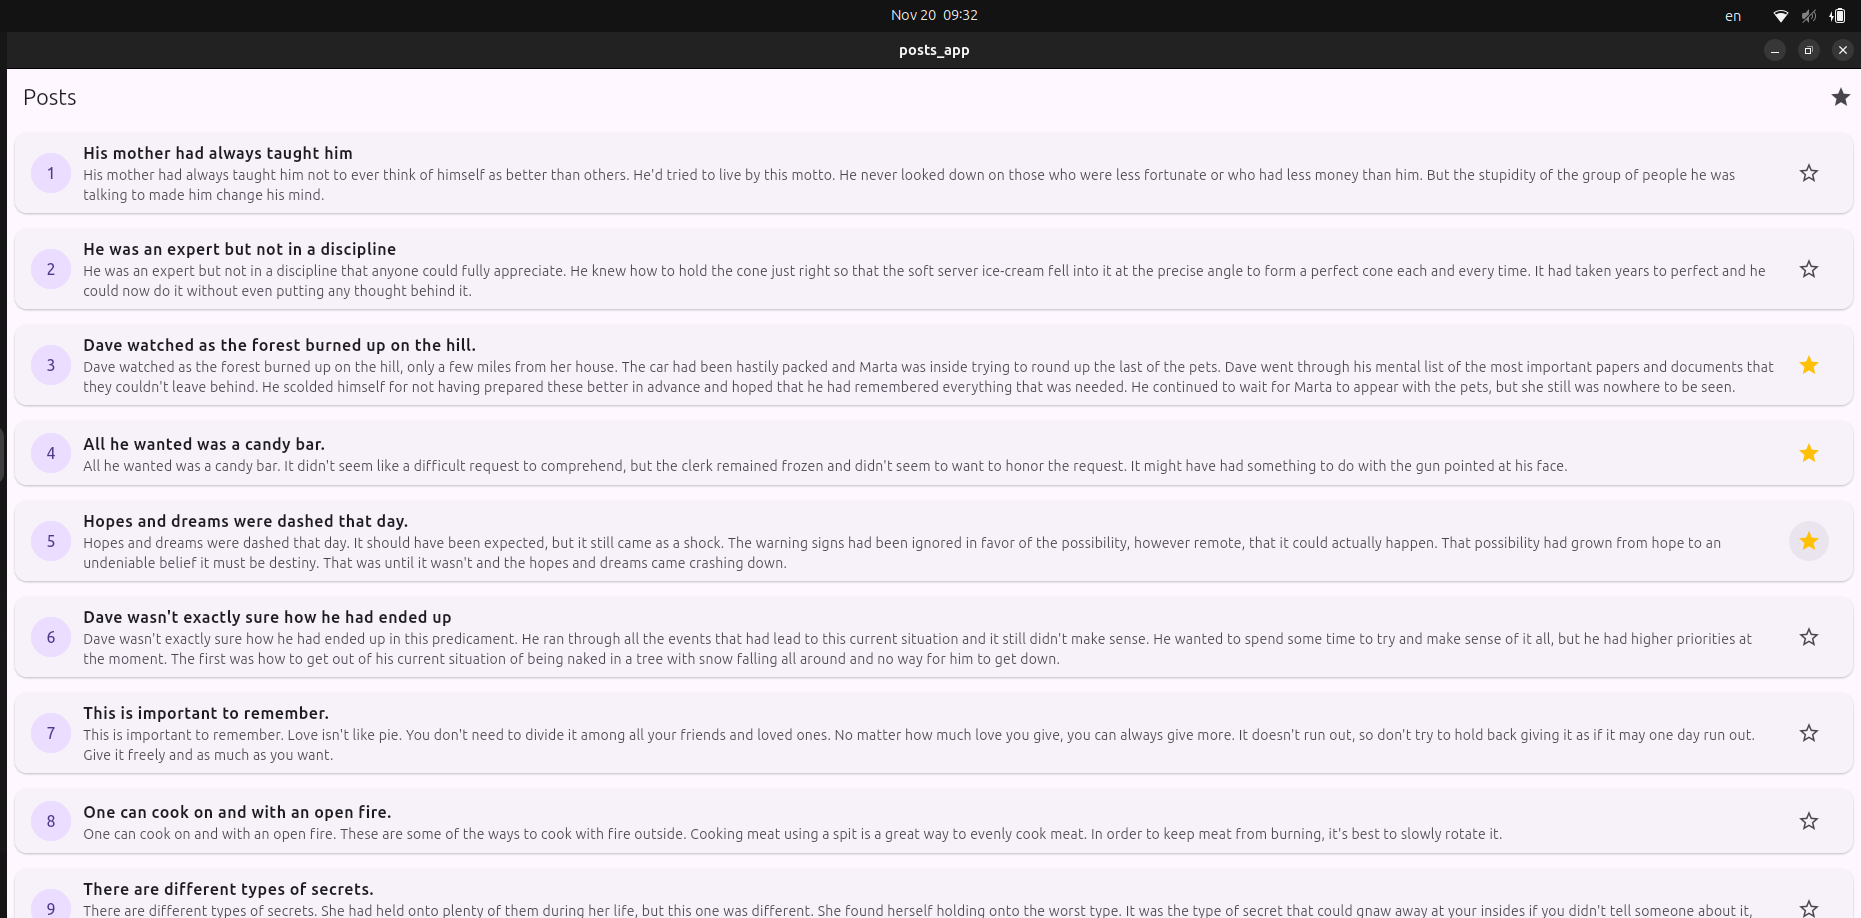 Nov 20 09:32
en
posts_app
Posts
1
His mother had always taught him
His mother had always taught him not to ever think of himself as better than others. He'd tried to live by this motto. He never looked down on those who were less fortunate or who had less money than him. But the stupidity of the group of people he was
talking to made him change his mind.
2
He was an expert but not in a discipline
He was an expert but not in a discipline that anyone could fully appreciate. He knew how to hold the cone just right so that the soft server ice-cream fell into it at the precise angle to form a perfect cone each and every time. It had taken years to perfect and he
could now do it without even putting any thought behind it.
3
Dave watched as the forest burned up on the hill.
Dave watched as the forest burned up on the hill, only a few miles from her house. The car had been hastily packed and Marta was inside trying to round up the last of the pets. Dave went through his mental list of the most important papers and documents that
they couldn't leave behind. He scolded himself for not having prepared these better in advance and hoped that he had remembered everything that was needed. He continued to wait for Marta to appear with the pets, but she still was nowhere to be seen.
4
All he wanted was a candy bar.
All he wanted was a candy bar. It didn't seem like a difficult request to comprehend, but the clerk remained frozen and didn't seem to want to honor the request. It might have had something to do with the gun pointed at his face.
5
Hopes and dreams were dashed that day.
Hopes and dreams were dashed that day. It should have been expected, but it still came as a shock. The warning signs had been ignored in favor of the possibility, however remote, that it could actually happen. That possibility had grown from hope to an
undeniable belief it must be destiny. That was until it wasn't and the hopes and dreams came crashing down.
6
Dave wasn't exactly sure how he had ended up
Dave wasn't exactly sure how he had ended up in this predicament. He ran through all the events that had lead to this current situation and it still didn't make sense. He wanted to spend some time to try and make sense of it all, but he had higher priorities at
the moment. The first was how to get out of his current situation of being naked in a tree with snow falling all around and no way for him to get down.
7
This is important to remember.
This is important to remember. Love isn't like pie. You don't need to divide it among all your friends and loved ones. No matter how much love you give, you can always give more. It doesn't run out, so don't try to hold back giving it as if it may one day run out.
Give it freely and as much as you want.
8
One can cook on and with an open fire.
One can cook on and with an open fire. These are some of the ways to cook with fire outside. Cooking meat using a spit is a great way to evenly cook meat. In order to keep meat from burning, it's best to slowly rotate it.
9
There are different types of secrets.
There are different types of secrets. She had held onto plenty of them during her life, but this one was different. She found herself holding onto the worst type. It was the type of secret that could gnaw away at your insides if you didn't tell someone about it,